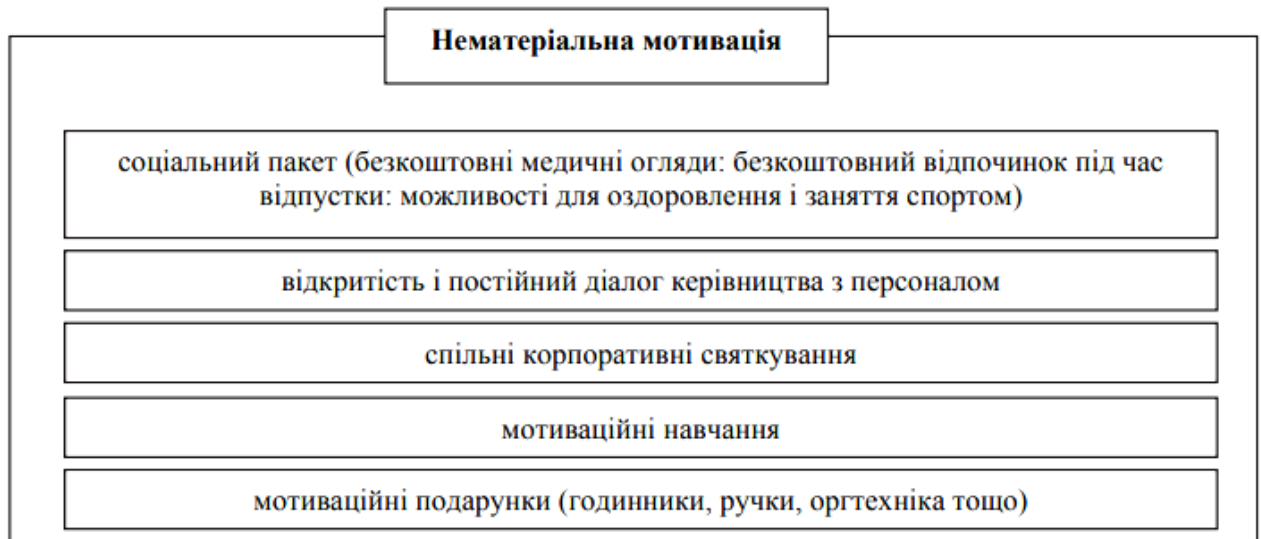 Нематеріальна мотивація
соціальний пакет (безкоштовні медичні огляди: безкоштовний відпочинок під час
відпустки: можливості для оздоровлення і заняття спортом)
відкритість і постійний діалог керівництва з персоналом
спільні корпоративні святкування
мотиваційні навчання
мотиваційні подарунки (годинники, ручки, оргтехніка тощо)